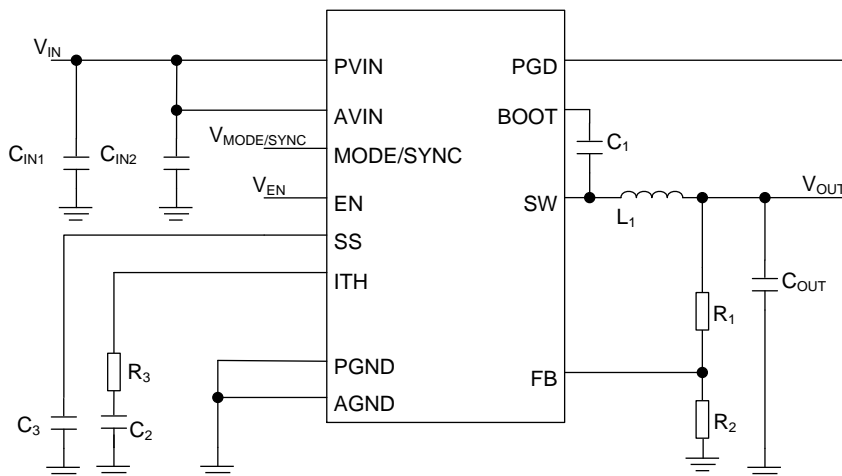 V_IN
PVIN
PGD
AVIN
BOOT
V_MODE/SYNC
C_IN1
C_IN2
MODE/SYNC
C_1
V_EN
EN
SW
V_OUT
L_1
SS
ITH
C_OUT
R_1
R_3
PGND
FB
AGND
C_3
C_2
R_2